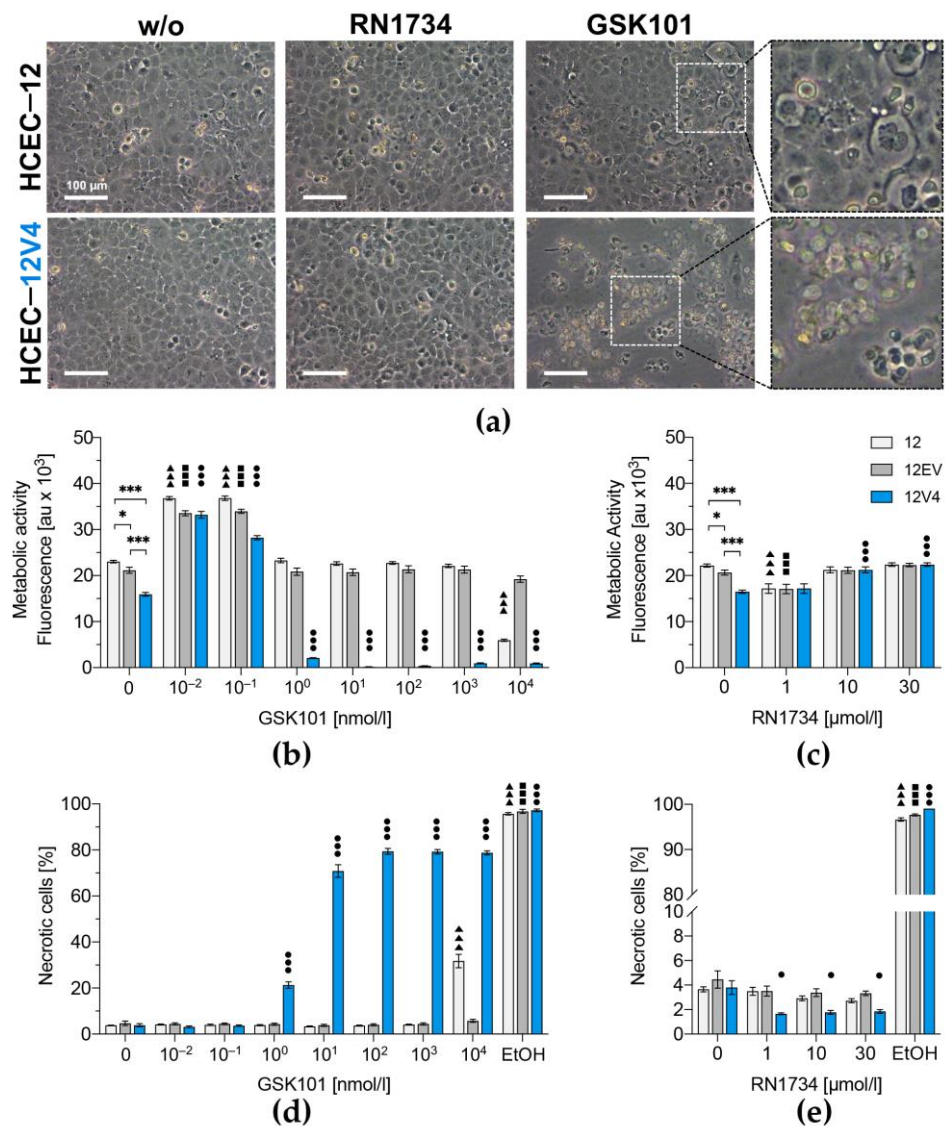 w/o RN1734 GSK101
HCEC–12
100 µm
HCEC–12V4
(a)
Metabolic activity
Fluorescence [au x 10³]
50
40
30
20
10
0
***
*
***
▲▲▲ ■■■ ●●● ▲▲▲ ■■■ ●●● ●●● ●●● ●●● ●●● ▲▲▲ ●●●
0 10⁻² 10⁻¹ 10⁰ 10¹ 10² 10³ 10⁴
GSK101 [nmol/l]
(b)
Metabolic Activity
Fluorescence [au x10³]
50
40
30
20
10
0
12
12EV
12V4
***
*
***
▲▲▲ ■■■ ●●● ●●●
0 1 10 30
RN1734 [µmol/l]
(c)
Necrotic cells [%]
100
80
60
40
20
0
●●● ●●● ●●● ●●● ▲▲▲ ●●● ▲▲▲ ■■■ ●●●
0 10⁻² 10⁻¹ 10⁰ 10¹ 10² 10³ 10⁴ EtOH
GSK101 [nmol/l]
(d)
Necrotic cells [%]
100
90
80
10
8
6
4
2
0
● ● ● ▲▲▲ ■■■ ●●●
0 1 10 30 EtOH
RN1734 [µmol/l]
(e)